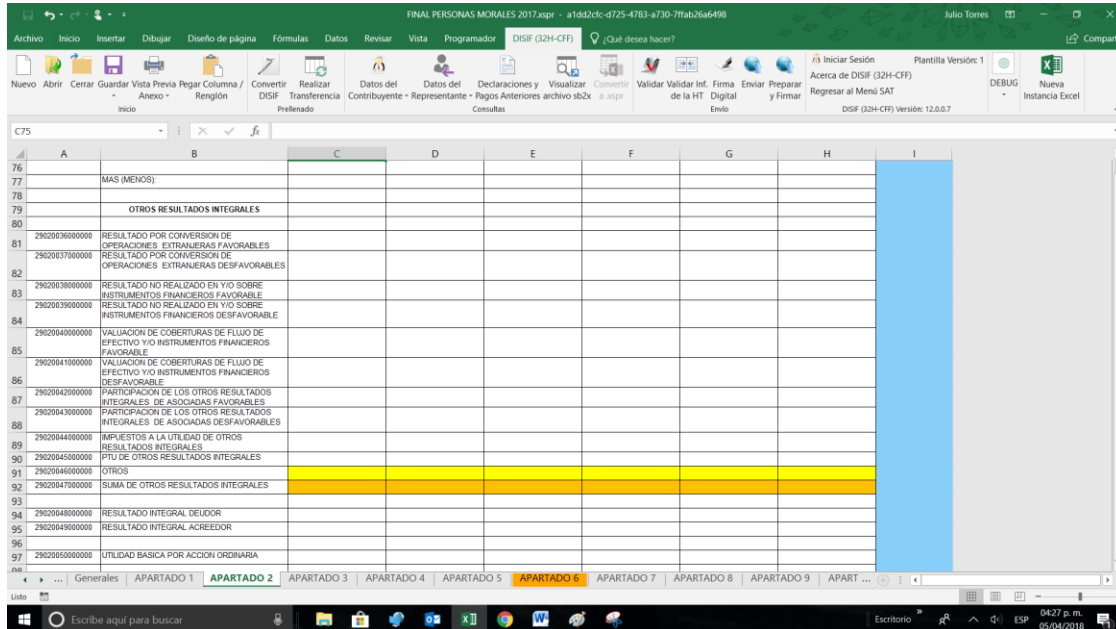 FINAL PERSONAS MORALES 2017.xspr - a1dd2cfc-d725-4783-a730-7ffab26a6498
Julio Torres
Archivo Inicio Insertar Dibujar Diseño de página Fórmulas Datos Revisar Vista Programador DISIF (32H-CFF) ¿Qué desea hacer? Compar
Nuevo Abrir Cerrar Guardar Vista Previa Anexo Pegar Columna / Renglón
Convertir DISIF Realizar Transferencia Datos del Contribuyente Datos del Representante
Declaraciones y Pagos Anteriores Visualizar archivo sb2x Convertir a .xspr
Validar Validar Inf. de la HT Firma Digital Enviar Preparar y Firmar
Iniciar Sesión Plantilla Versión: 1
Acerca de DISIF (32H-CFF)
Regresar al Menú SAT
DEBUG Nueva Instancia Excel
Inicio Prellenado Consultas Envío DISIF (32H-CFF) Versión: 12.0.0.7
C75 fx
A B C D E F G H I
76
77 MAS (MENOS):
78
79 OTROS RESULTADOS INTEGRALES
80
81 29020036000000 RESULTADO POR CONVERSION DE
OPERACIONES EXTRANJERAS FAVORABLES
82 29020037000000 RESULTADO POR CONVERSION DE
OPERACIONES EXTRANJERAS DESFAVORABLES
83 29020038000000 RESULTADO NO REALIZADO EN Y/O SOBRE
INSTRUMENTOS FINANCIEROS FAVORABLE
84 29020039000000 RESULTADO NO REALIZADO EN Y/O SOBRE
INSTRUMENTOS FINANCIEROS DESFAVORABLE
85 29020040000000 VALUACION DE COBERTURAS DE FLUJO DE
EFECTIVO Y/O INSTRUMENTOS FINANCIEROS
FAVORABLE
86 29020041000000 VALUACION DE COBERTURAS DE FLUJO DE
EFECTIVO Y/O INSTRUMENTOS FINANCIEROS
DESFAVORABLE
87 29020042000000 PARTICIPACION DE LOS OTROS RESULTADOS
INTEGRALES DE ASOCIADAS FAVORABLES
88 29020043000000 PARTICIPACION DE LOS OTROS RESULTADOS
INTEGRALES DE ASOCIADAS DESFAVORABLES
89 29020044000000 IMPUESTOS A LA UTILIDAD DE OTROS
RESULTADOS INTEGRALES
90 29020045000000 PTU DE OTROS RESULTADOS INTEGRALES
91 29020046000000 OTROS
92 29020047000000 SUMA DE OTROS RESULTADOS INTEGRALES
93
94 29020048000000 RESULTADO INTEGRAL DEUDOR
95 29020049000000 RESULTADO INTEGRAL ACREEDOR
96
97 29020050000000 UTILIDAD BASICA POR ACCION ORDINARIA
... Generales APARTADO 1 APARTADO 2 APARTADO 3 APARTADO 4 APARTADO 5 APARTADO 6 APARTADO 7 APARTADO 8 APARTADO 9 APART ...
Listo
Escribe aquí para buscar
Escritorio ESP 04:27 p. m.
05/04/2018